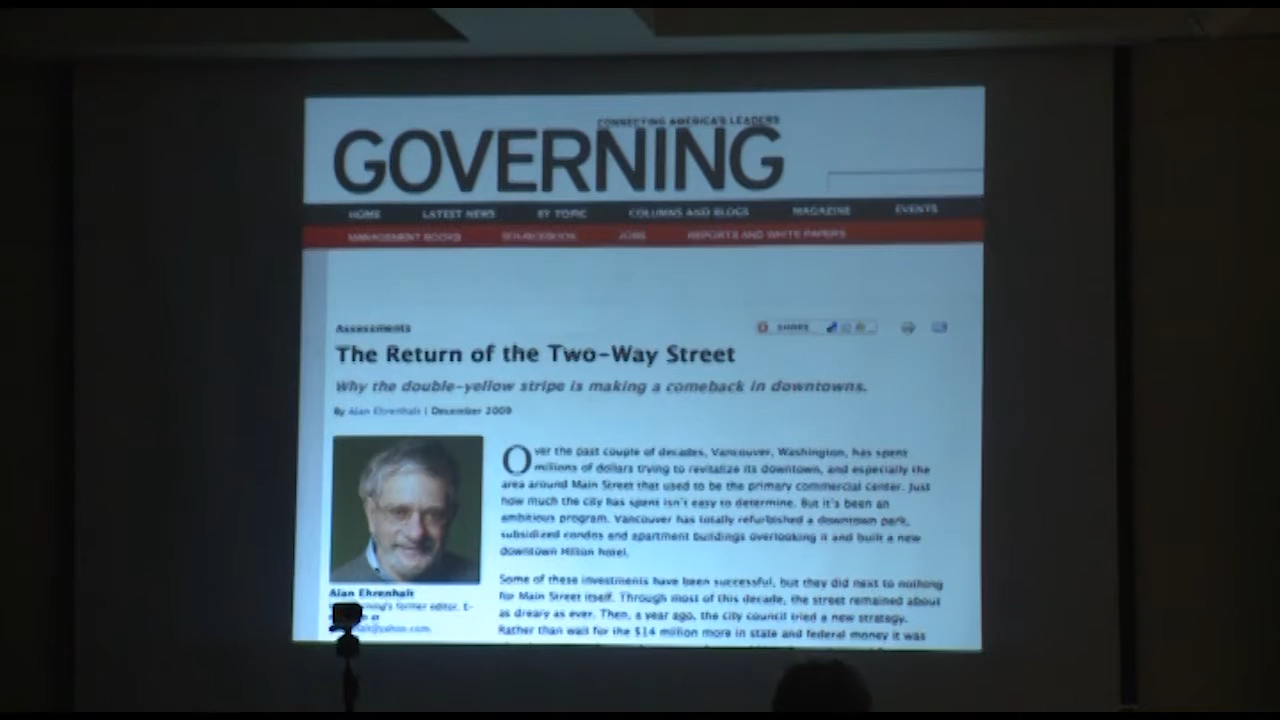 CONNECTING AMERICA'S LEADERS
GOVERNING
HOME LATEST NEWS BY TOPIC COLUMNS AND BLOGS MAGAZINE EVENTS
MANAGEMENT BOOKS SOURCEBOOK JOBS REPORTS AND WHITE PAPERS
Assessments
SHARE
The Return of the Two-Way Street
Why the double-yellow stripe is making a comeback in downtowns.
By Alan Ehrenhalt | December 2009
Over the past couple of decades, Vancouver, Washington, has spent
millions of dollars trying to revitalize its downtown, and especially the
area around Main Street that used to be the primary commercial center. Just
how much the city has spent isn't easy to determine. But it's been an
ambitious program. Vancouver has totally refurbished a downtown park,
subsidized condos and apartment buildings overlooking it and built a new
downtown Hilton hotel.
Some of these investments have been successful, but they did next to nothing
for Main Street itself. Through most of this decade, the street remained about
as dreary as ever. Then, a year ago, the city council tried a new strategy.
Rather than wait for the $14 million more in state and federal money it was
Alan Ehrenhalt
former editor. E-
at
@yahoo.com.